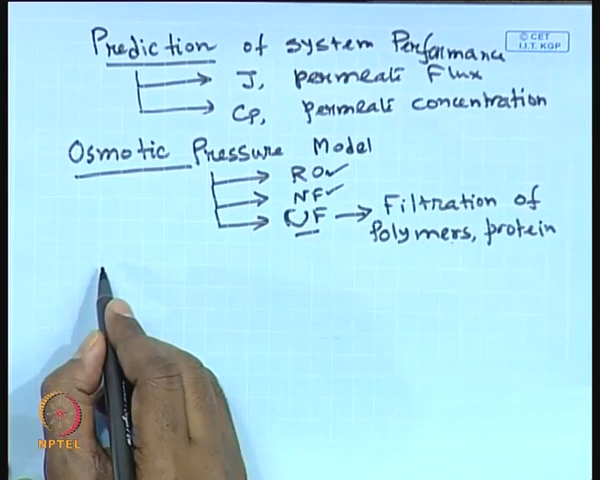 Prediction of system Performance
© CET
I.I.T. KGP
J, permeate Flux
Cp, permeate concentration
Osmotic Pressure Model
RO✓
NF✓
UF → Filtration of
polymers, protein
NPTEL